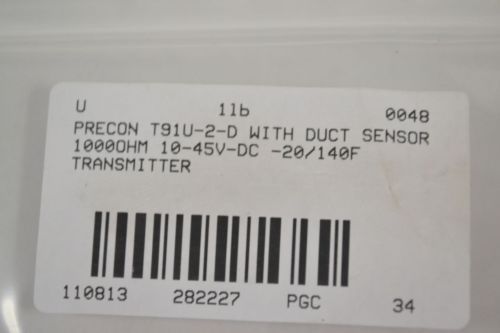 U 1lb 0048
PRECON T91U-2-D WITH DUCT SENSOR
1000OHM 10-45V-DC -20/140F
TRANSMITTER
110813 282227 PGC 34